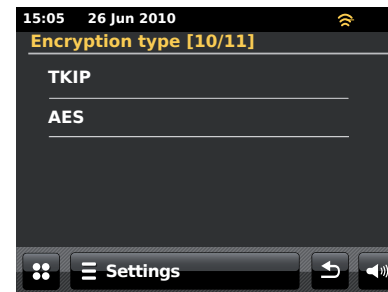 15:05 26 Jun 2010
Encryption type [10/11]
TKIP
AES
Settings